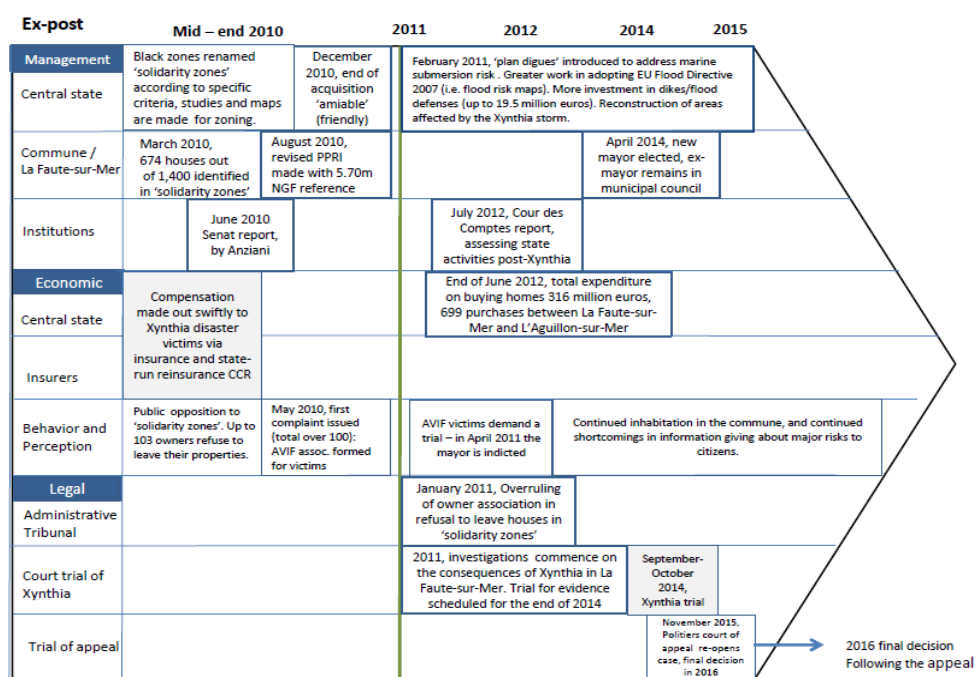 Ex-post
Mid – end 2010
2011
2012
2014
2015
Management
Central state
Black zones renamed
‘solidarity zones’
according to specific
criteria, studies and maps
are made for zoning.
December
2010, end of
acquisition
‘amiable’
(friendly)
February 2011, ‘plan digues’ introduced to address marine
submersion risk . Greater work in adopting EU Flood Directive
2007 (i.e. flood risk maps). More investment in dikes/flood
defenses (up to 19.5 million euros). Reconstruction of areas
affected by the Xynthia storm.
Commune /
La Faute-sur-Mer
March 2010,
674 houses out
of 1,400 identified
in ‘solidarity zones’
August 2010,
revised PPRI
made with 5.70m
NGF reference
April 2014, new
mayor elected, ex-
mayor remains in
municipal council
Institutions
June 2010
Senat report,
by Anziani
July 2012, Cour des
Comptes report,
assessing state
activities post-Xynthia
Economic
Central state
Compensation
made out swiftly to
Xynthia disaster
victims via
insurance and state-
run reinsurance CCR
End of June 2012, total expenditure
on buying homes 316 million euros,
699 purchases between La Faute-sur-
Mer and L’Aguillon-sur-Mer
Insurers
Behavior and
Perception
Public opposition to
‘solidarity zones’. Up to
103 owners refuse to
leave their properties.
May 2010, first
complaint issued
(total over 100):
AVIF assoc. formed
for victims
AVIF victims demand a
trial – in April 2011 the
mayor is indicted
Continued inhabitation in the commune, and continued
shortcomings in information giving about major risks to
citizens.
Legal
Administrative
Tribunal
January 2011, Overruling
of owner association in
refusal to leave houses in
‘solidarity zones’
Court trial of
Xynthia
2011, investigations commence on
the consequences of Xynthia in La
Faute-sur-Mer. Trial for evidence
scheduled for the end of 2014
September-
October
2014,
Xynthia trial
Trial of appeal
November 2015,
Politiers court of
appeal re-opens
case, final decision
in 2016
2016 final decision
Following the appeal